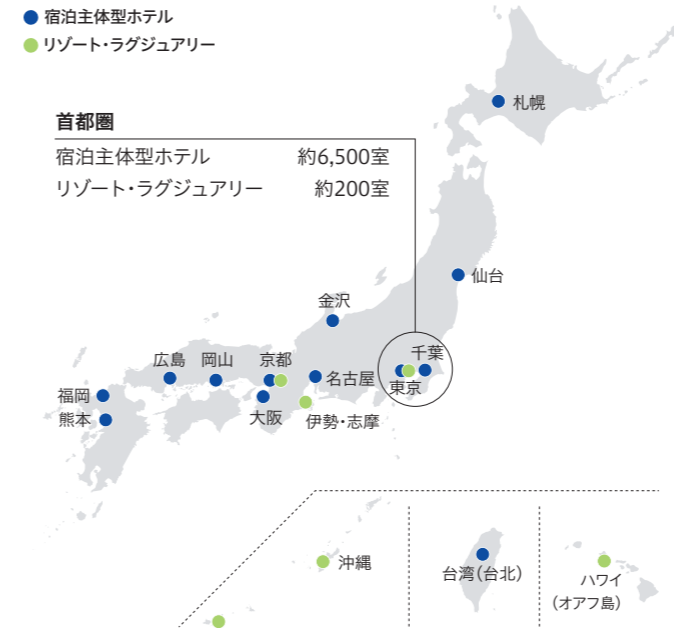 宿泊主体型ホテル
リゾート・ラグジュアリー
首都圏
宿泊主体型ホテル 約6,500室
リゾート・ラグジュアリー 約200室
札幌
仙台
金沢
千葉
東京
広島
岡山
京都
名古屋
福岡
熊本
大阪
伊勢・志摩
沖縄
台湾（台北）
ハワイ
（オアフ島）